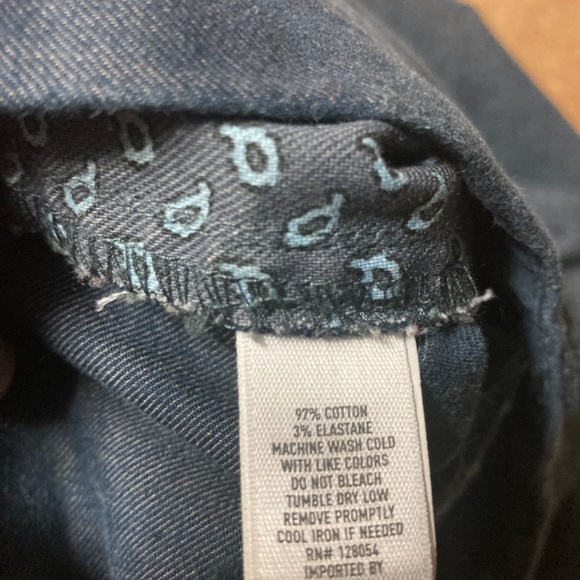 97% COTTON
3% ELASTANE
MACHINE WASH COLD
WITH LIKE COLORS
DO NOT BLEACH
TUMBLE DRY LOW
REMOVE PROMPTLY
COOL IRON IF NEEDED
RN# 128054
IMPORTED BY